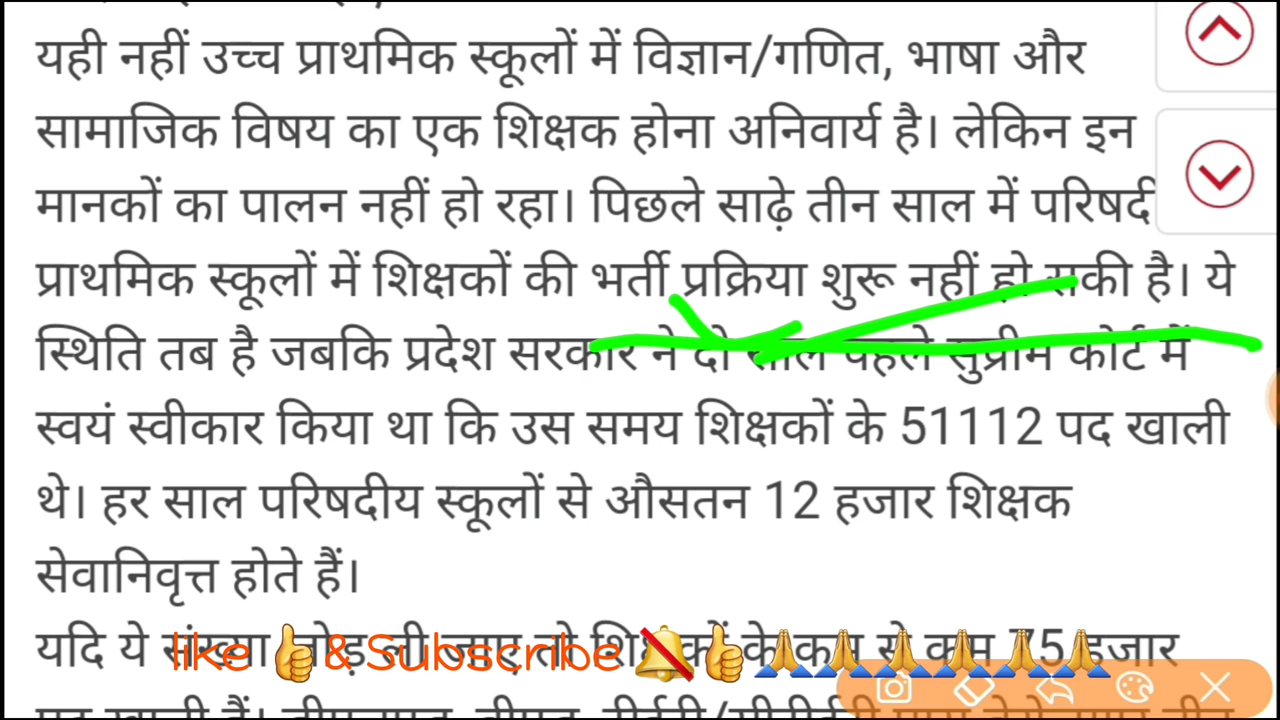 यही नहीं उच्च प्राथमिक स्कूलों में विज्ञान/गणित, भाषा और
सामाजिक विषय का एक शिक्षक होना अनिवार्य है। लेकिन इन
मानकों का पालन नहीं हो रहा। पिछले साढ़े तीन साल में परिषदी
प्राथमिक स्कूलों में शिक्षकों की भर्ती प्रक्रिया शुरू नहीं हो सकी है। ये
स्थिति तब है जबकि प्रदेश सरकार ने दो साल पहले सुप्रीम कोर्ट में
स्वयं स्वीकार किया था कि उस समय शिक्षकों के 51112 पद खाली
थे। हर साल परिषदीय स्कूलों से औसतन 12 हजार शिक्षक
सेवानिवृत्त होते हैं।
यदि ये संख्या जोड़ ली जाए तो शिक्षकों के कम से कम 75 हजार
like 👍 & Subscribe 🔔👍🙏🙏🙏🙏🙏🙏